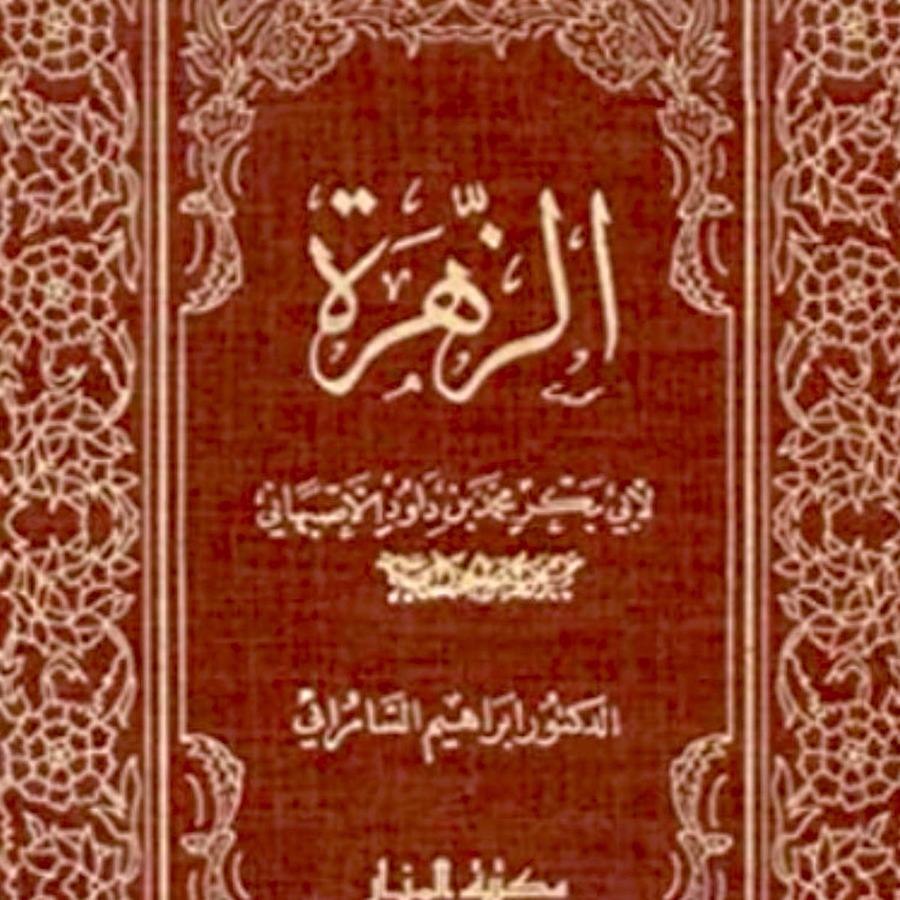 الزهرة
لأبي بكر محمد بن داود الأصبهاني
الدكتور ابراهيم السامرائي
مكتبة المنار